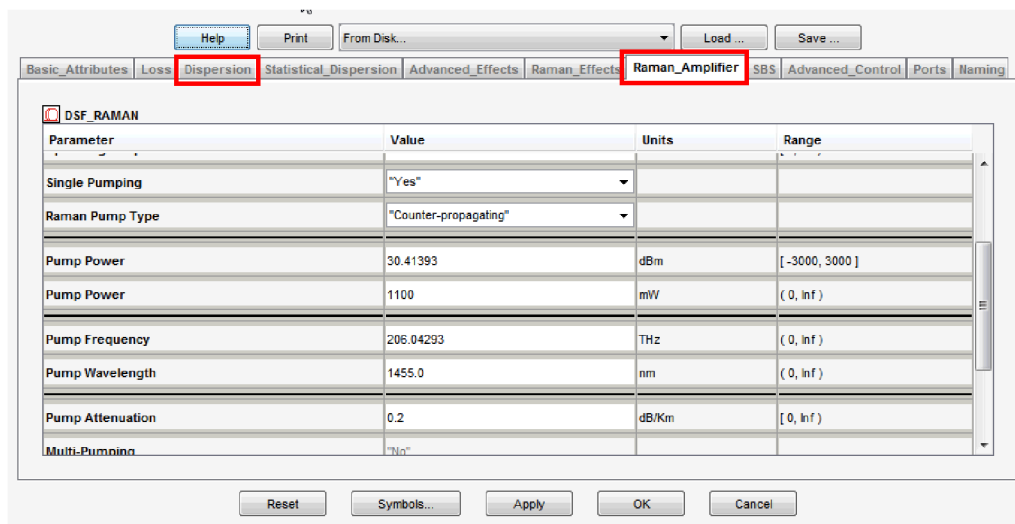 Help Print From Disk... Load ... Save ...
Basic_Attributes Loss Dispersion Statistical_Dispersion Advanced_Effects Raman_Effects Raman_Amplifier SBS Advanced_Control Ports Naming
DSF_RAMAN
Parameter Value Units Range
Single Pumping "Yes"
Raman Pump Type "Counter-propagating"
Pump Power 30.41393 dBm [ -3000, 3000 ]
Pump Power 1100 mW ( 0, Inf )
Pump Frequency 206.04293 THz ( 0, Inf )
Pump Wavelength 1455.0 nm ( 0, Inf )
Pump Attenuation 0.2 dB/Km [ 0, Inf )
Multi-Pumping "No"
Reset Symbols... Apply OK Cancel